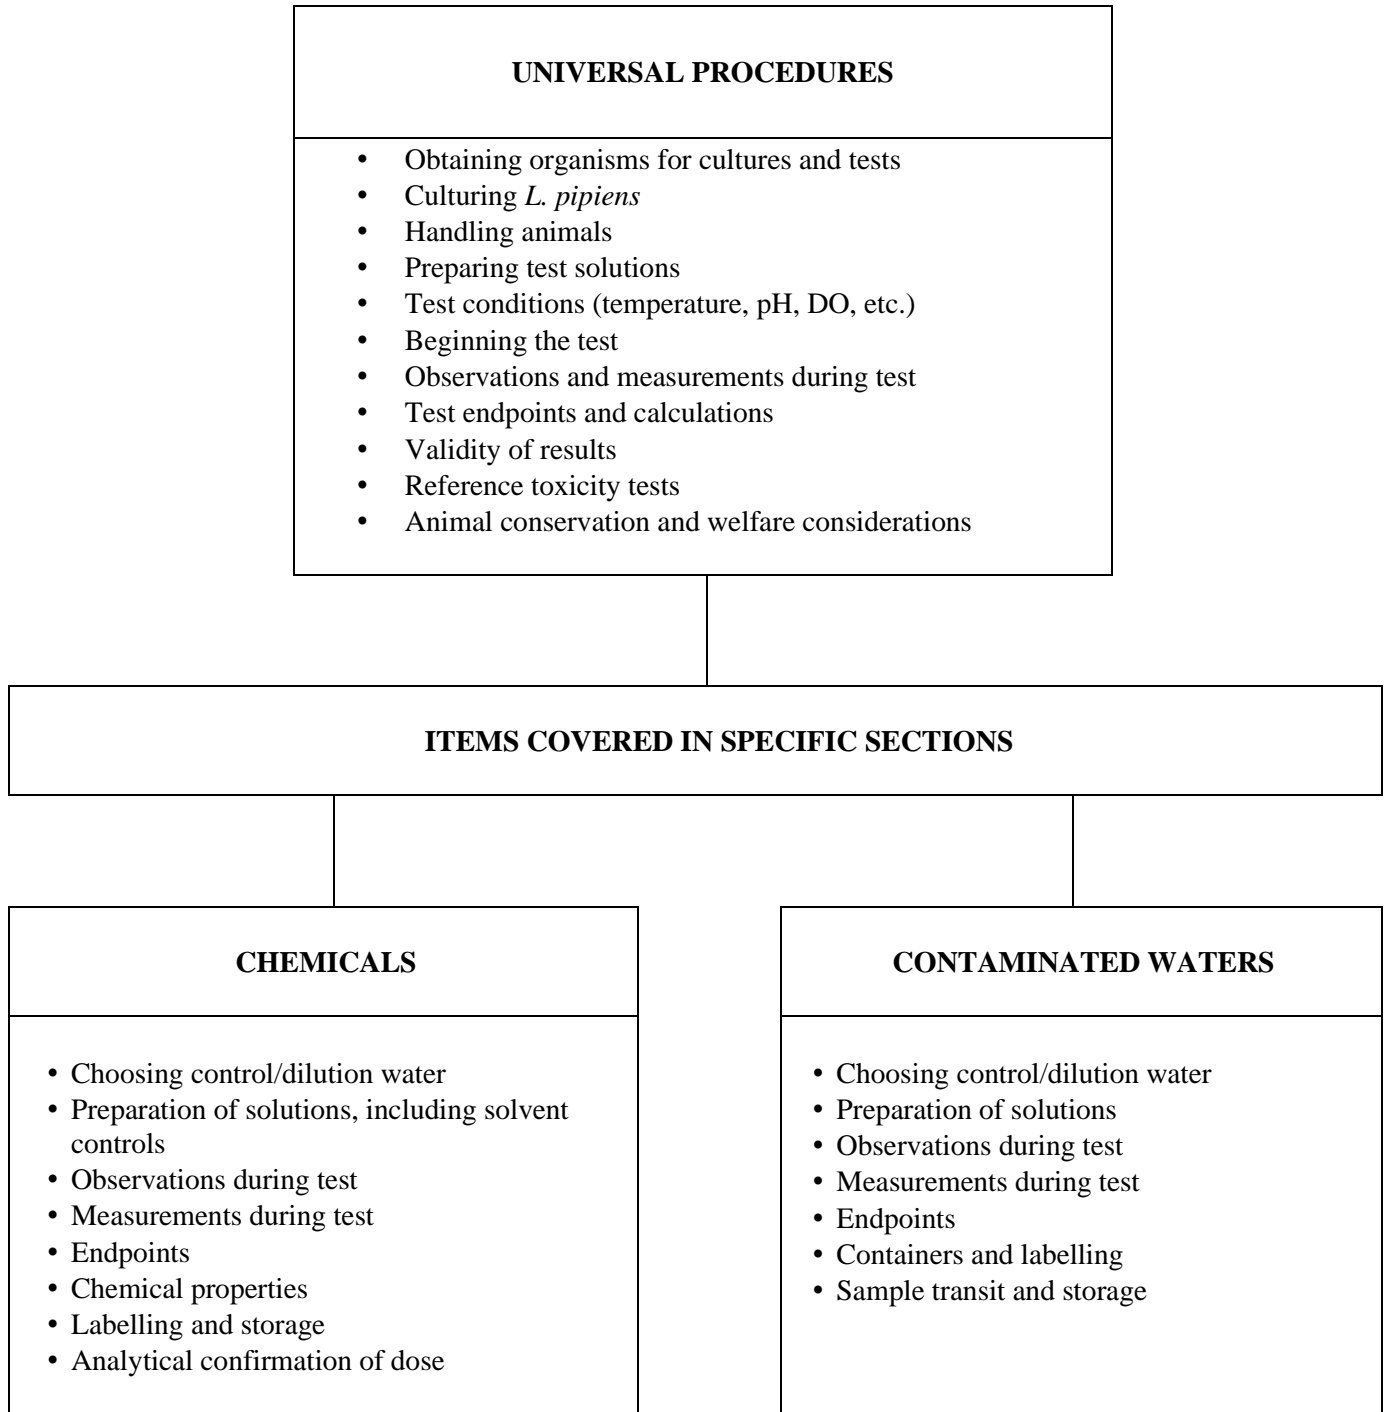 UNIVERSAL PROCEDURES
• Obtaining organisms for cultures and tests
• Culturing L. pipiens
• Handling animals
• Preparing test solutions
• Test conditions (temperature, pH, DO, etc.)
• Beginning the test
• Observations and measurements during test
• Test endpoints and calculations
• Validity of results
• Reference toxicity tests
• Animal conservation and welfare considerations
ITEMS COVERED IN SPECIFIC SECTIONS
CHEMICALS
• Choosing control/dilution water
• Preparation of solutions, including solvent
controls
• Observations during test
• Measurements during test
• Endpoints
• Chemical properties
• Labelling and storage
• Analytical confirmation of dose
CONTAMINATED WATERS
• Choosing control/dilution water
• Preparation of solutions
• Observations during test
• Measurements during test
• Endpoints
• Containers and labelling
• Sample transit and storage